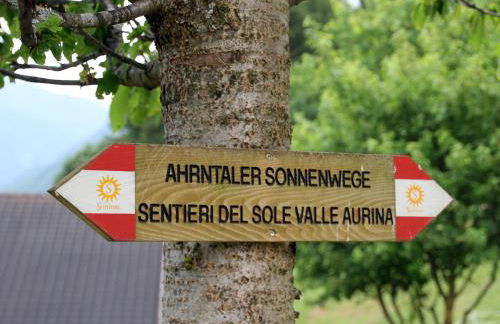 AHRNTALER SONNENWEGE
SENTIERI DEL SOLE VALLE AURINA